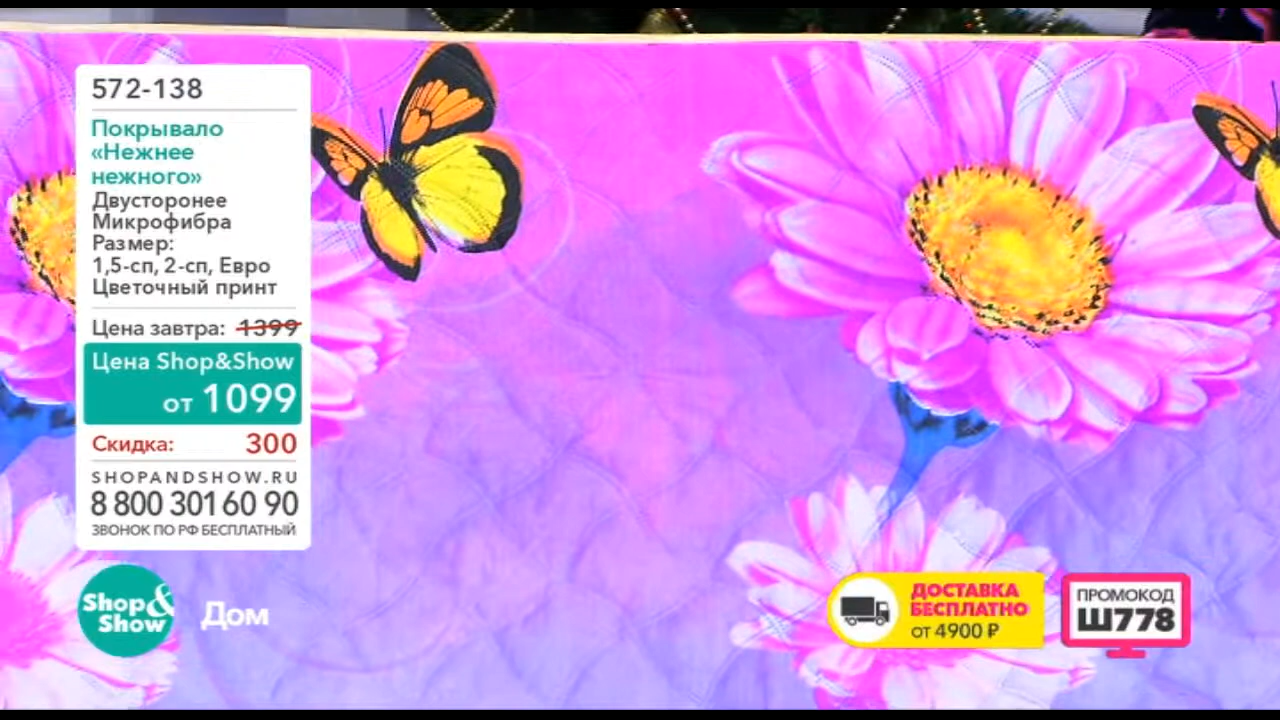 572-138
Покрывало
«Нежнее
нежного»
Двусторонее
Микрофибра
Размер:
1,5-сп, 2-сп, Евро
Цветочный принт
Цена завтра: 1399
Цена Shop&Show
от 1099
Скидка: 300
SHOPANDSHOW.RU
8 800 301 60 90
ЗВОНОК ПО РФ БЕСПЛАТНЫЙ
Shop&
Show
Дом
ДОСТАВКА
БЕСПЛАТНО
от 4900 ₽
ПРОМОКОД
Ш778